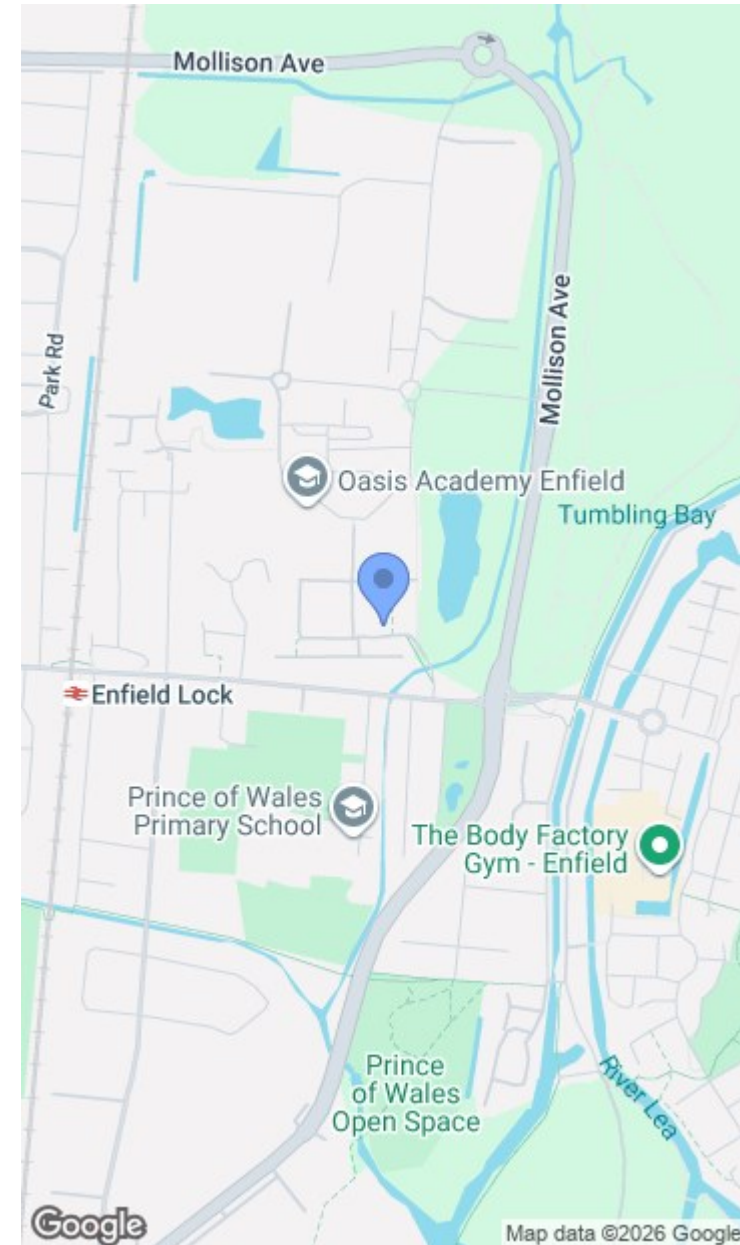 Mollison Ave
Park Rd
Mollison Ave
Oasis Academy Enfield
Tumbling Bay
Enfield Lock
Prince of Wales
Primary School
The Body Factory
Gym - Enfield
Prince
of Wales
Open Space
River Lea
Google
Map data ©2026 Google